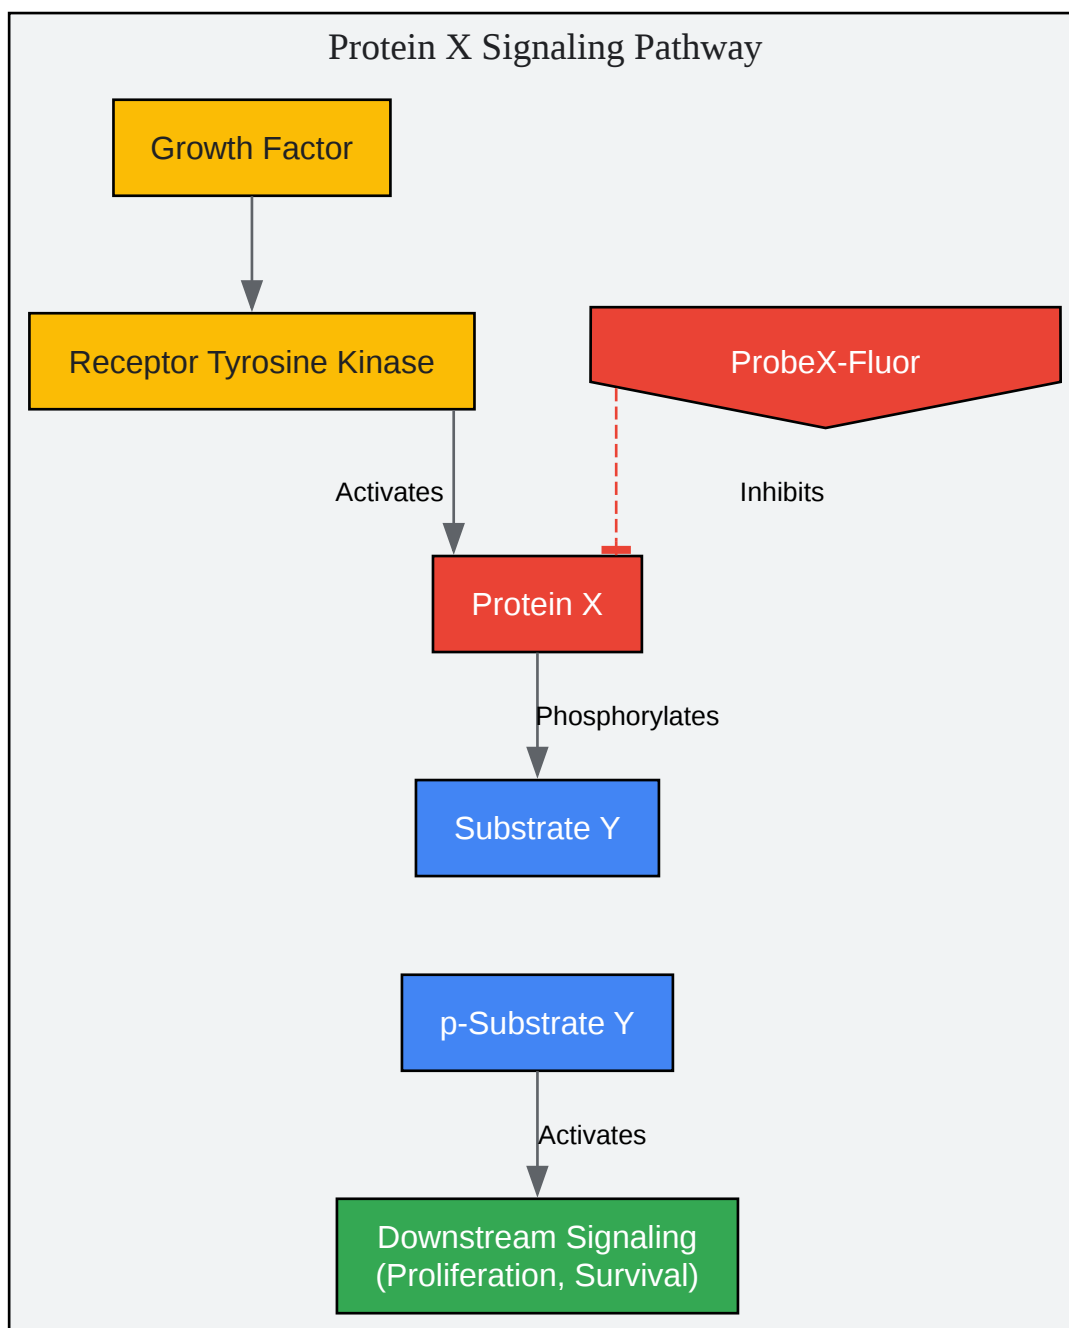 Protein X Signaling Pathway
Growth Factor
Receptor Tyrosine Kinase
ProbeX-Fluor
Activates
Inhibits
Protein X
Phosphorylates
Substrate Y
p-Substrate Y
Activates
Downstream Signaling
(Proliferation, Survival)